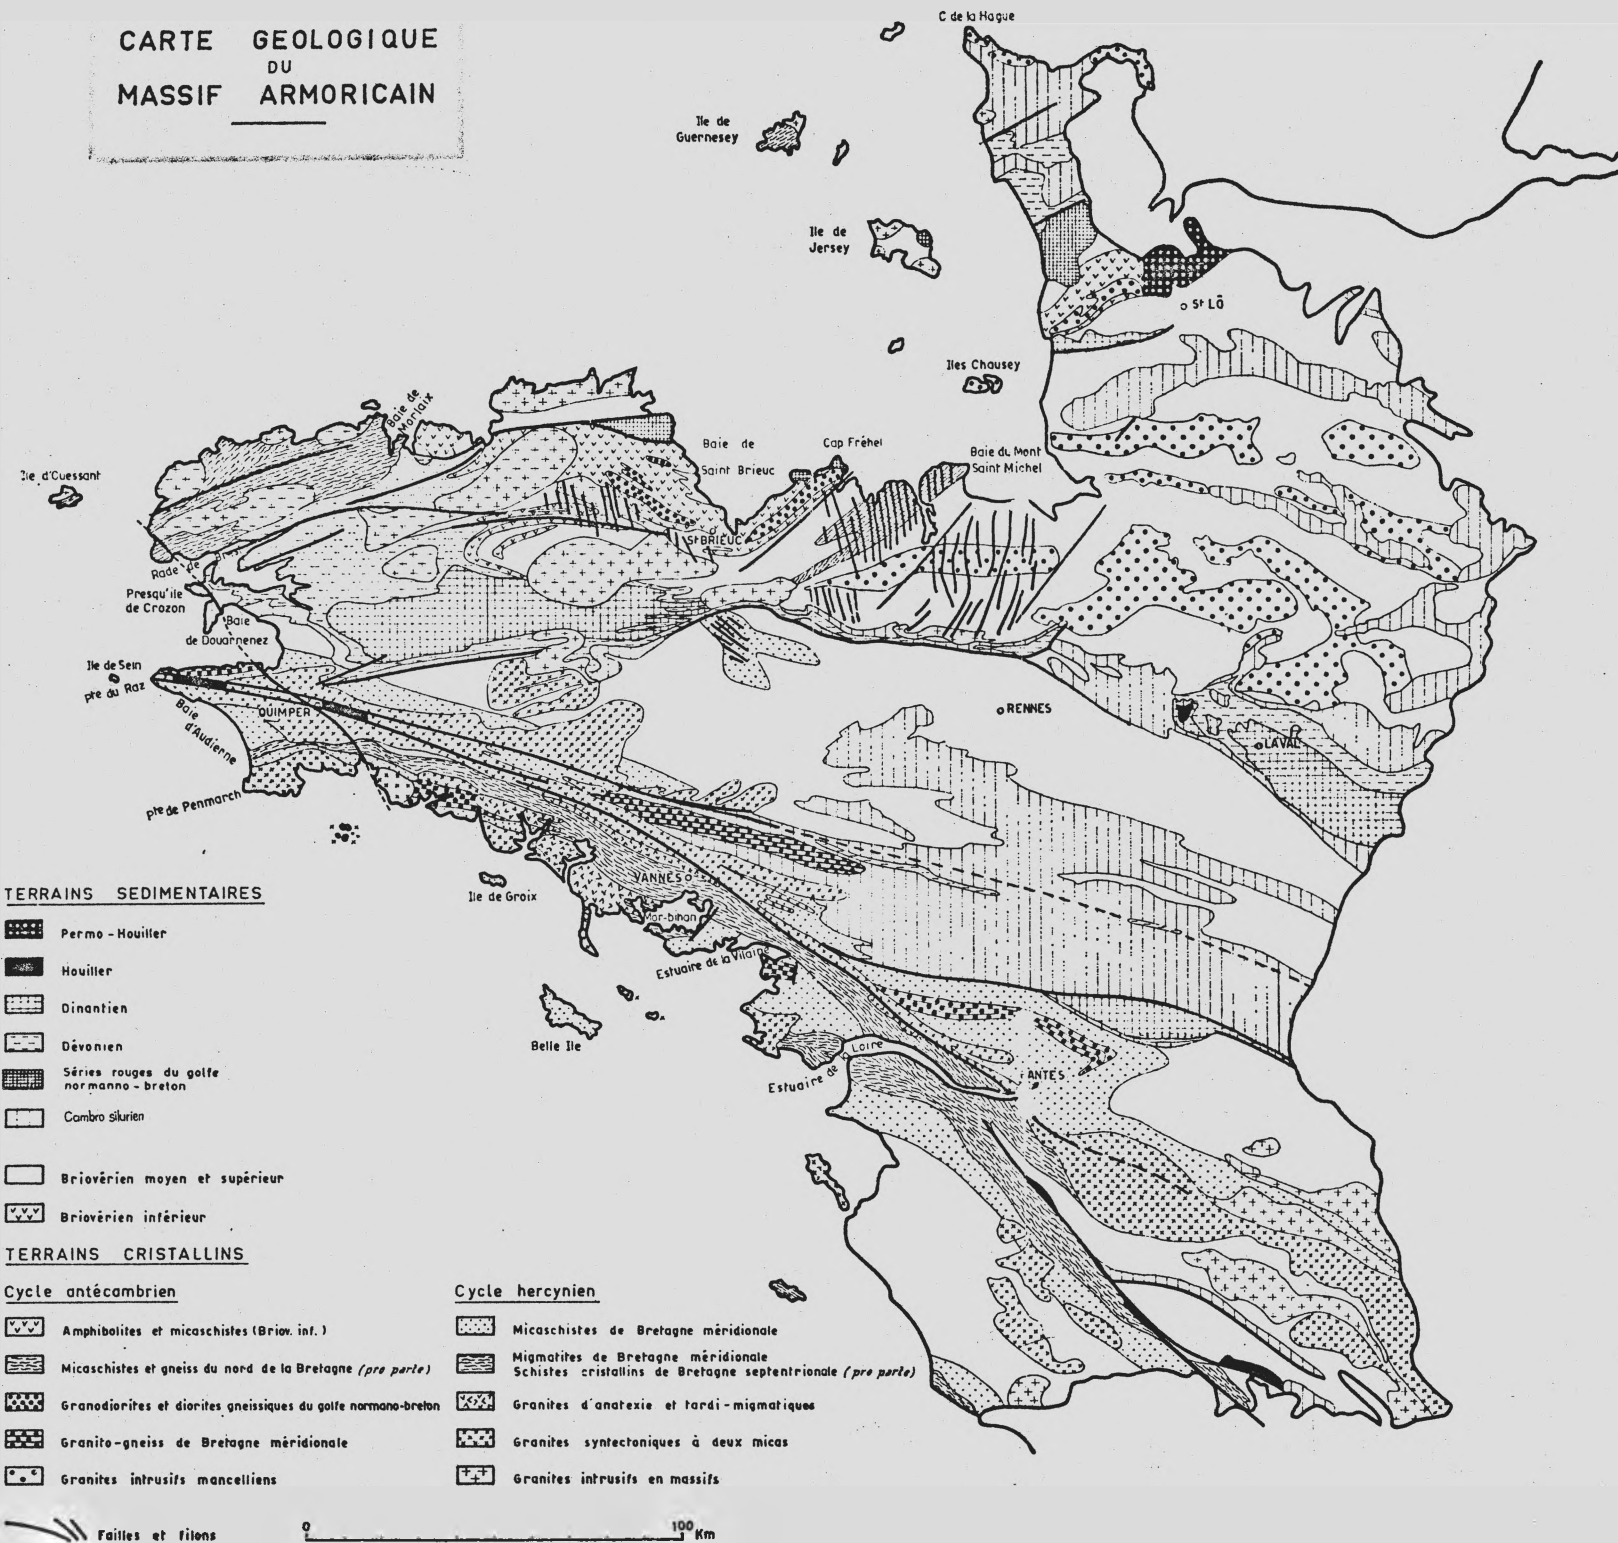 CARTE GEOLOGIQUE
DU
MASSIF ARMORICAIN
C de la Hague
Ile de
Guernesey
Ile de
Jersey
St LÔ
Iles Chausey
Baie de
Morlaix
Baie de
Saint Brieuc
Cap Fréhel
Baie du Mont
Saint Michel
Ile d'Ouessant
St BRIEUC
Rade de
Presqu'ile
de Crozon
Baie
de Douarnenez
Ile de Sein
pte du Raz
QUIMPER
Baie
d'Audierne
RENNES
LAVAL
pte de Penmarch
Ile de Groix
VANNES
Mor-bihan
Estuaire de la Vilaine
Belle Ile
Estuaire de la Loire
ANTES
TERRAINS SEDIMENTAIRES
Permo - Houiller
Houiller
Dinantien
Dévonien
Séries rouges du golfe
normanno - breton
Cambro silurien
Briovérien moyen et supérieur
Briovérien inférieur
TERRAINS CRISTALLINS
Cycle antécambrien
Amphibolites et micaschistes (Briov. inf.)
Micaschistes et gneiss du nord de la Bretagne (pro parte)
Granodiorites et diorites gneissiques du golfe normano-breton
Granito-gneiss de Bretagne méridionale
Granites intrusifs mancelliens
Cycle hercynien
Micaschistes de Bretagne méridionale
Migmatites de Bretagne méridionale
Schistes cristallins de Bretagne septentrionale (pro parte)
Granites d'anatexie et tardi-migmatiques
Granites syntectoniques à deux micas
Granites intrusifs en massifs
Failles et filons
0 100 Km